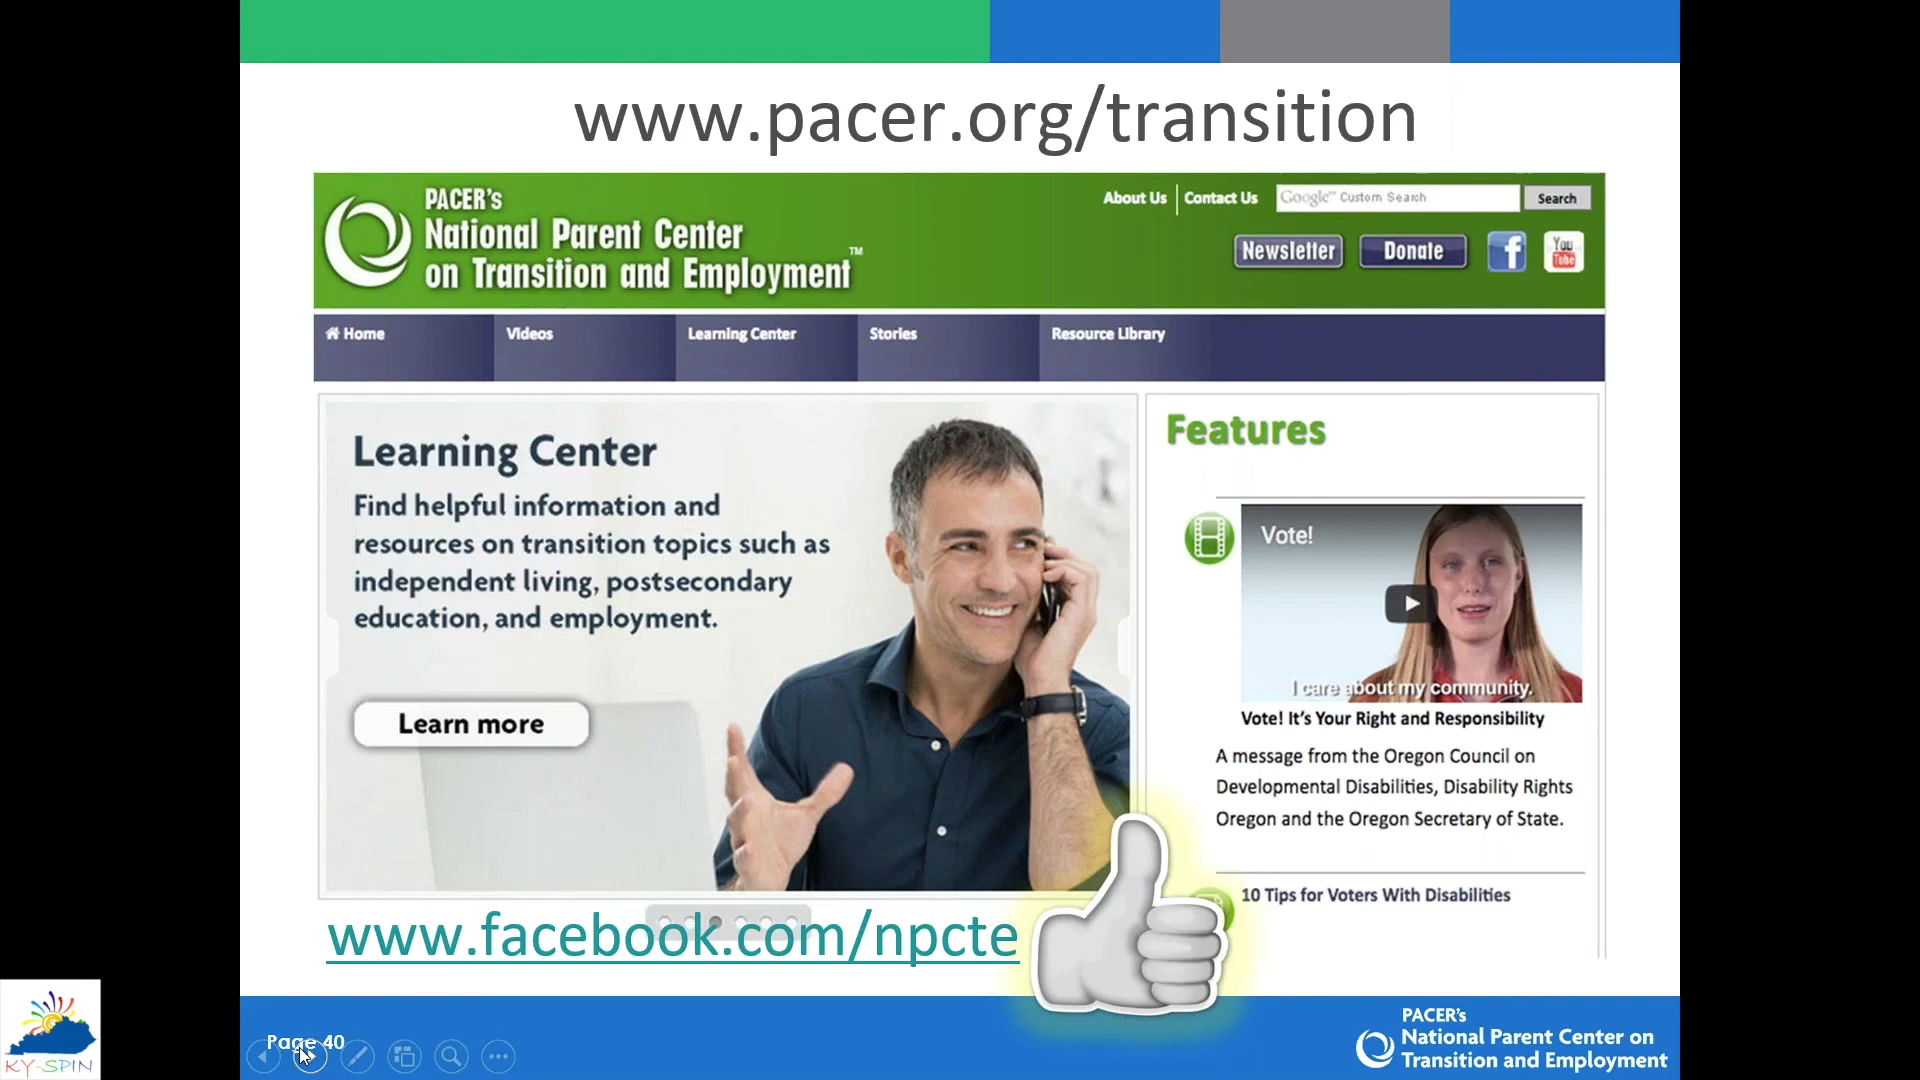 www.pacer.org/transition
PACER's
National Parent Center
on Transition and Employment™
About Us
Contact Us
Google™ Custom Search
Search
Newsletter
Donate
f
You
Tube
Home
Videos
Learning Center
Stories
Resource Library
Learning Center
Find helpful information and
resources on transition topics such as
independent living, postsecondary
education, and employment.
Learn more
Features
Vote!
I care about my community.
Vote! It's Your Right and Responsibility
A message from the Oregon Council on
Developmental Disabilities, Disability Rights
Oregon and the Oregon Secretary of State.
10 Tips for Voters With Disabilities
www.facebook.com/npcte
Page 40
PACER's
National Parent Center on
Transition and Employment
KY-SPIN